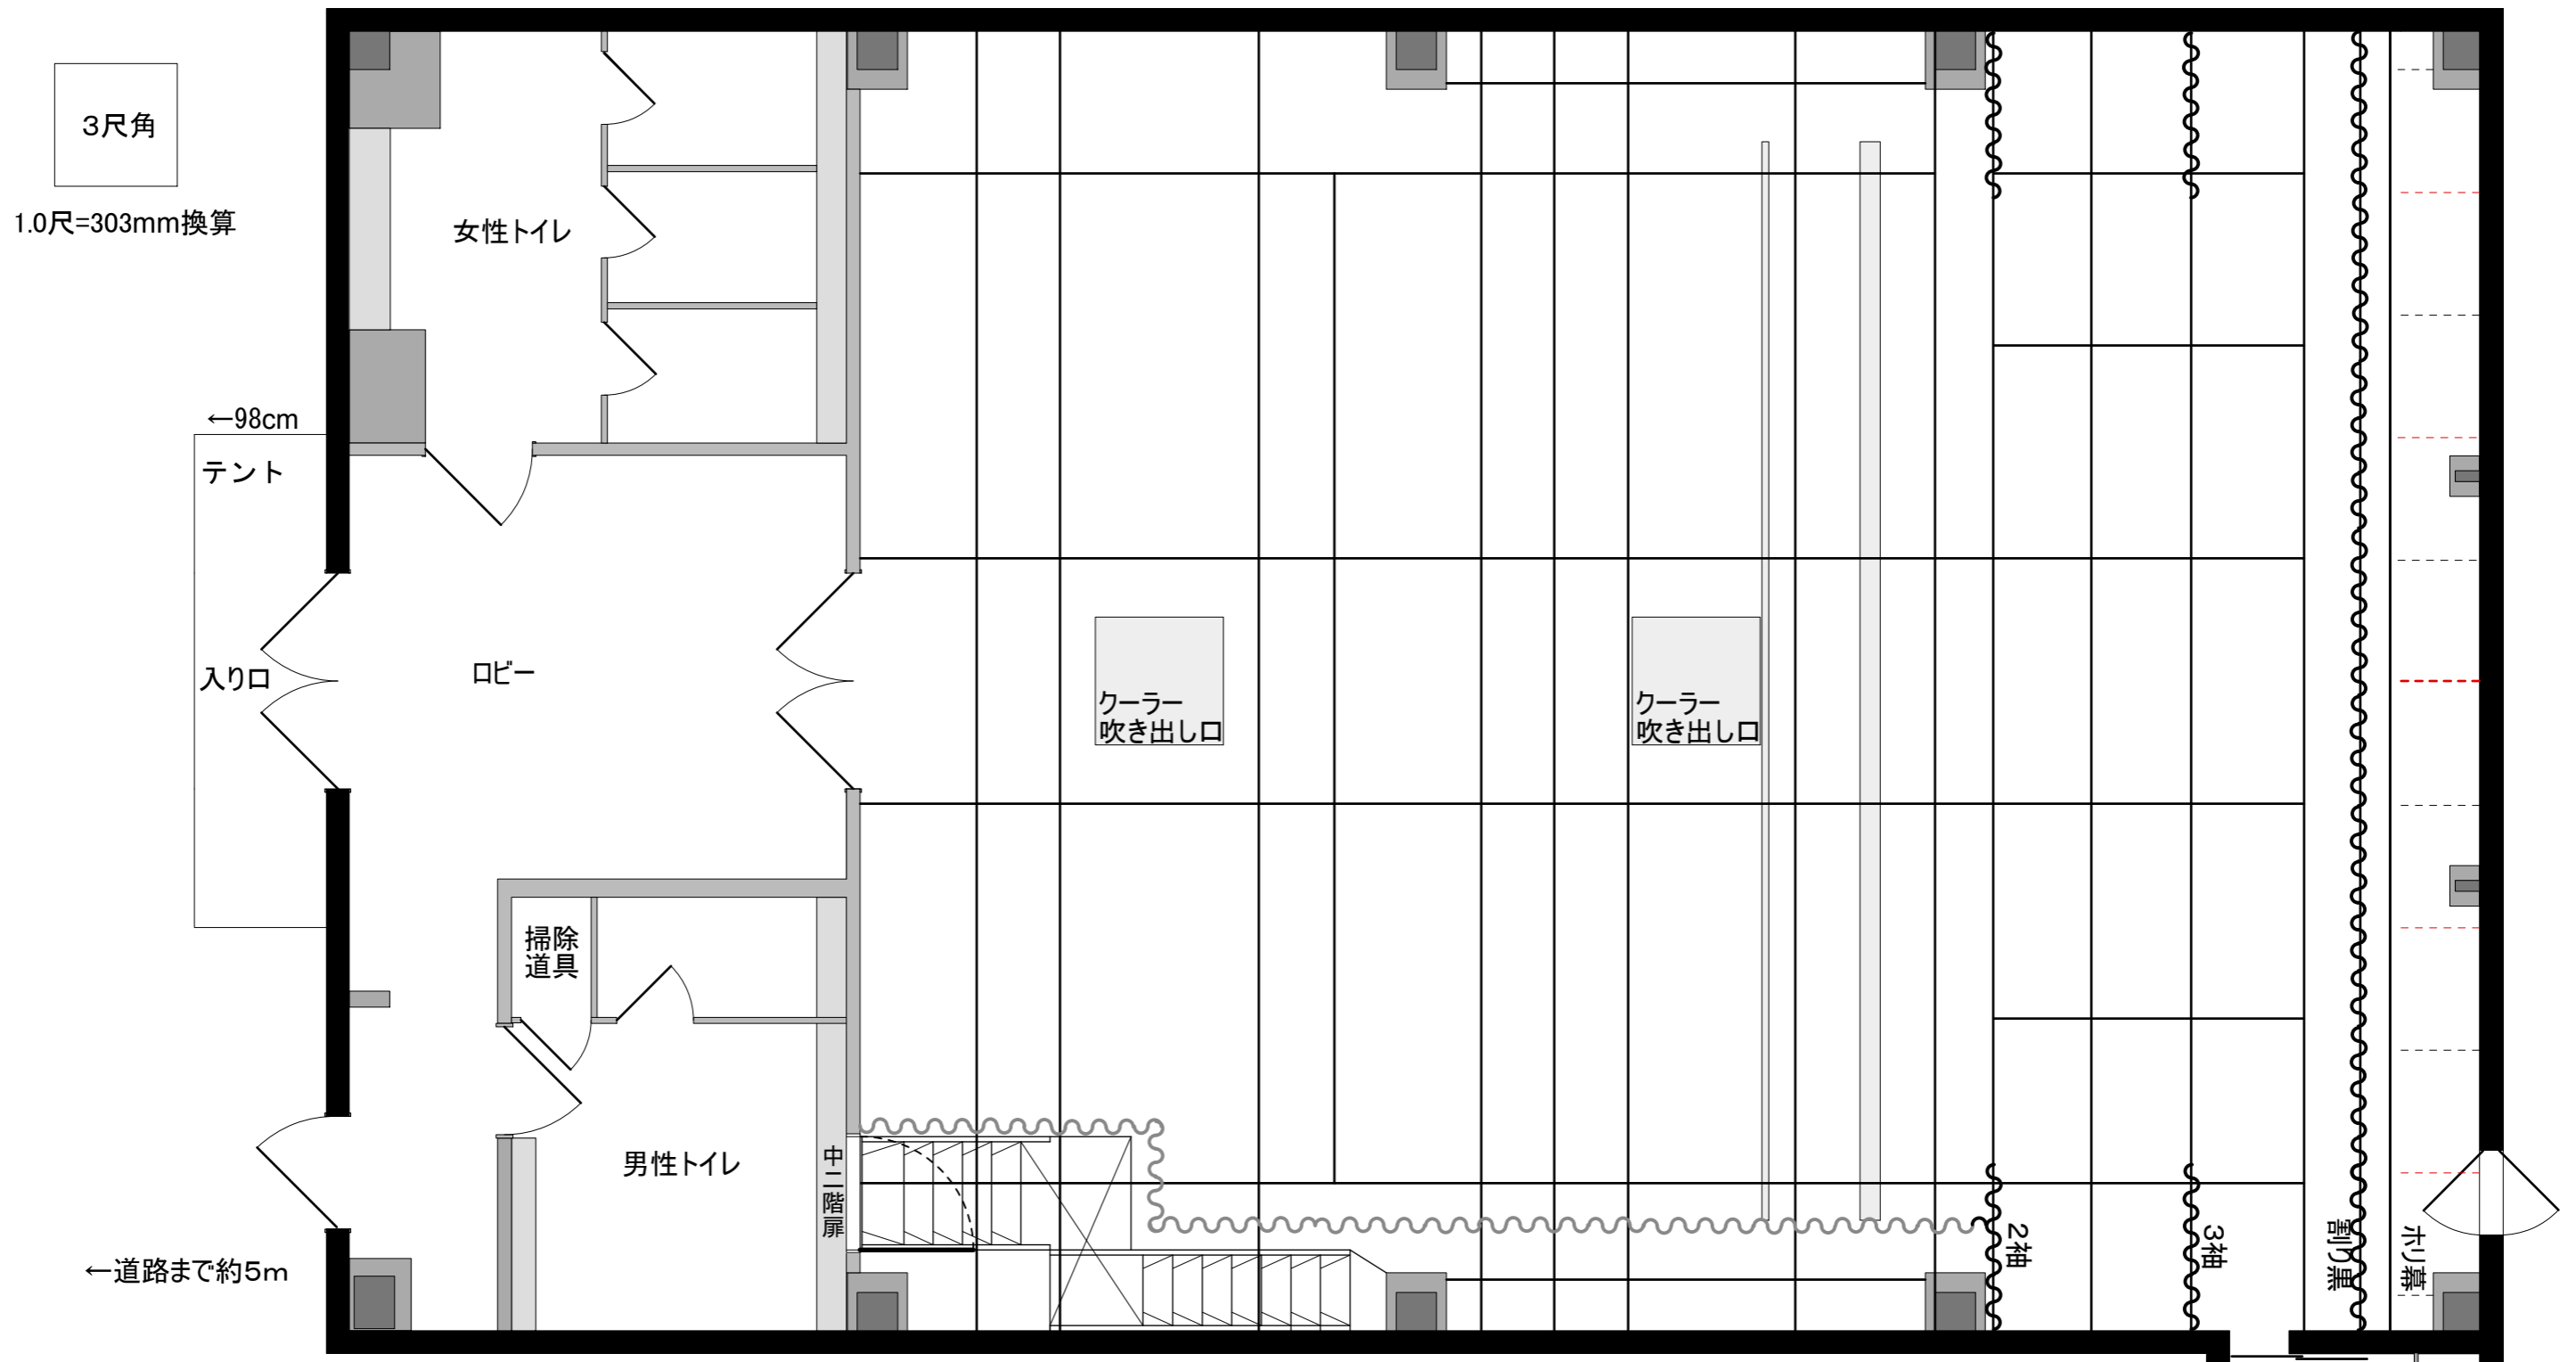 3尺角
1.0尺=303mm換算
女性トイレ
←98cm
テント
入り口
ロビー
クーラー
吹き出し口
クーラー
吹き出し口
掃除
道具
男性トイレ
中二階扉
←道路まで約5m
2袖
3袖
割り黒
ホリ幕